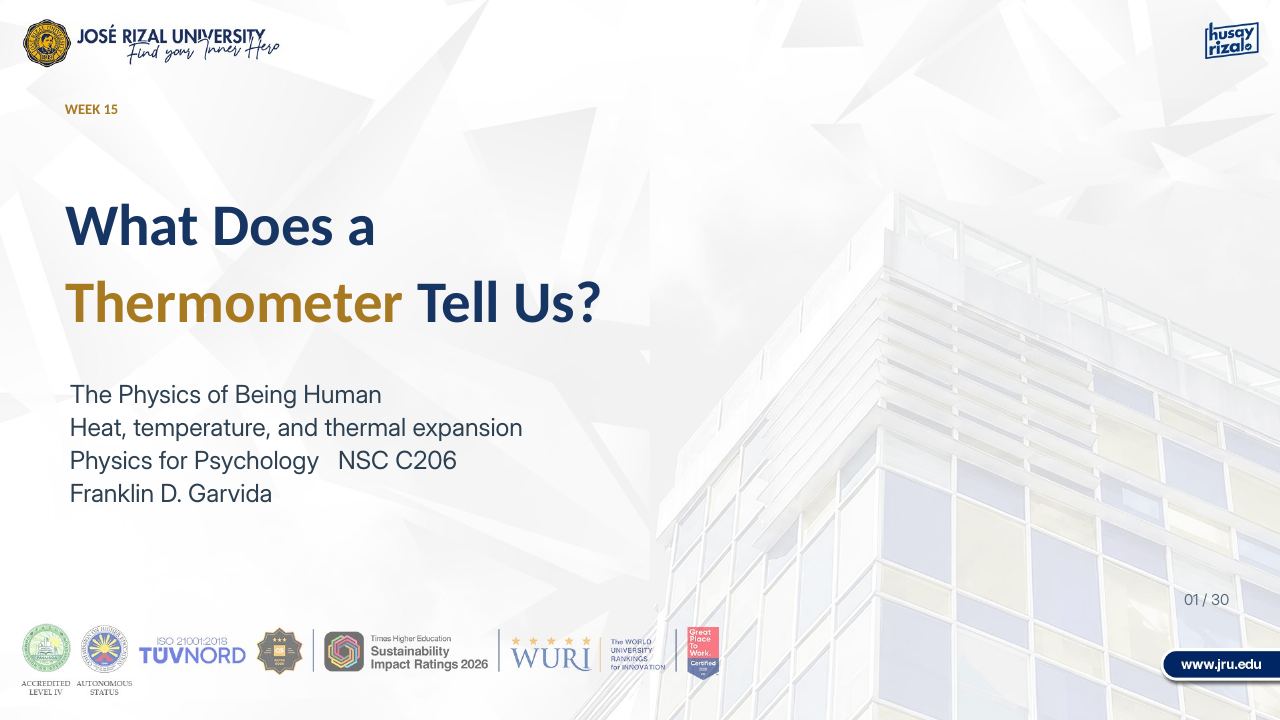 JOSÉ RIZAL UNIVERSITY
Find your Inner Hero
husay
rizal
WEEK 15
What Does a
Thermometer Tell Us?
The Physics of Being Human
Heat, temperature, and thermal expansion
Physics for Psychology NSC C206
Franklin D. Garvida
01 / 30
ACCREDITED
LEVEL IV
AUTONOMOUS
STATUS
ISO 21001:2018
TÜVNORD
Times Higher Education
Sustainability
Impact Ratings 2026
WURI
The WORLD
UNIVERSITY
RANKINGS
for INNOVATION
Great
Place
To
Work.
Certified
www.jru.edu